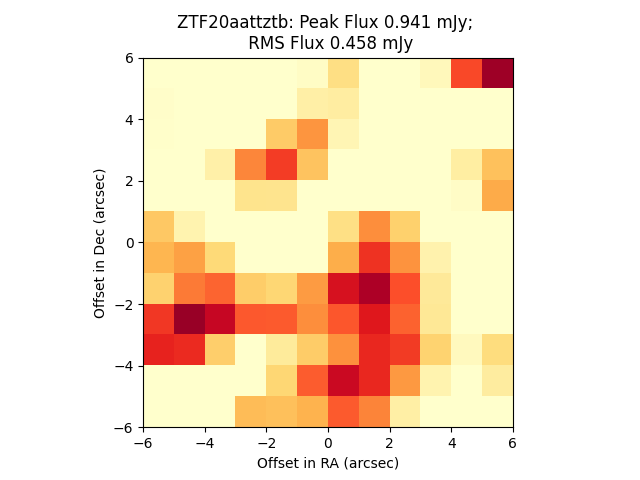 ZTF20aattztb: Peak Flux 0.941 mJy;
RMS Flux 0.458 mJy
6
4
2
0
−2
−4
−6
Offset in Dec (arcsec)
−6 −4 −2 0 2 4 6
Offset in RA (arcsec)